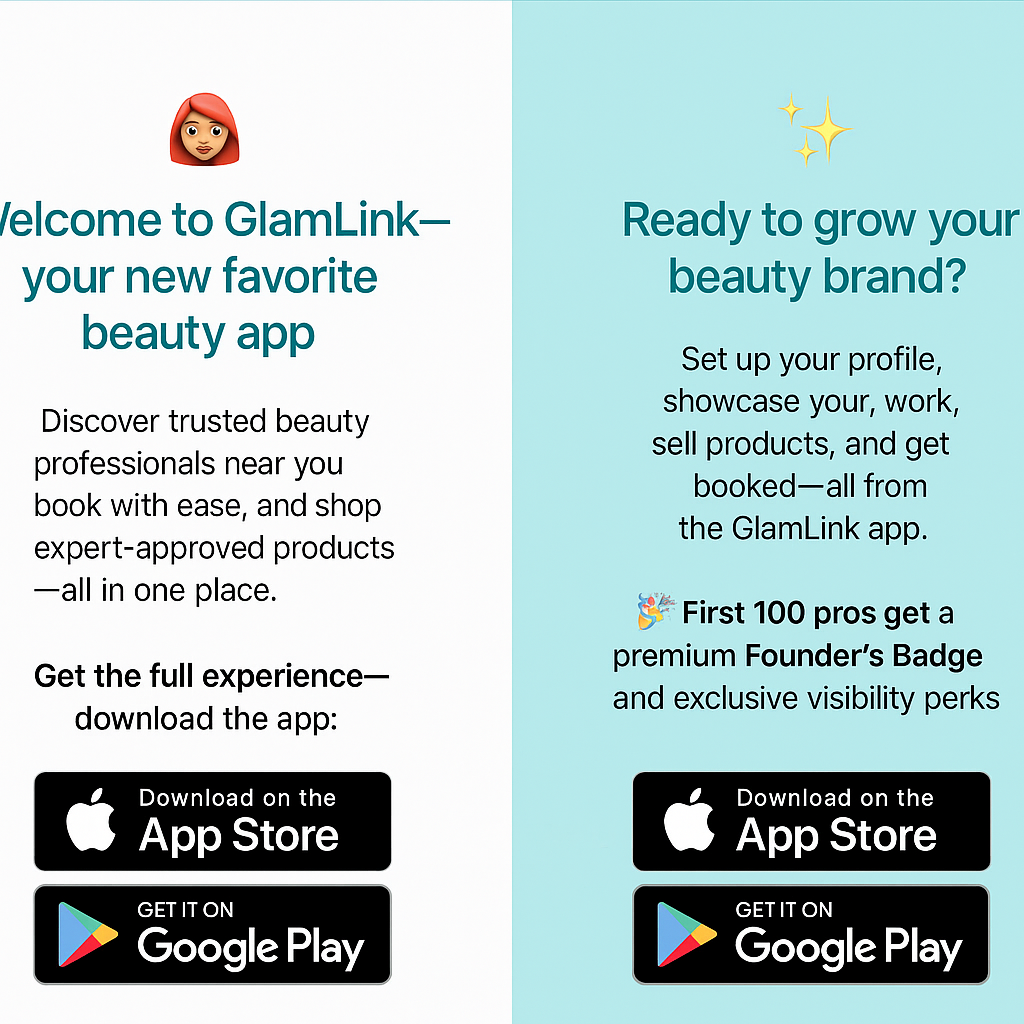 Welcome to GlamLink—
your new favorite
beauty app
Discover trusted beauty
professionals near you
book with ease, and shop
expert-approved products
—all in one place.
Get the full experience—
download the app:
Download on the
App Store
GET IT ON
Google Play
Ready to grow your
beauty brand?
Set up your profile,
showcase your, work,
sell products, and get
booked—all from
the GlamLink app.
🎉 First 100 pros get a
premium Founder’s Badge
and exclusive visibility perks
Download on the
App Store
GET IT ON
Google Play